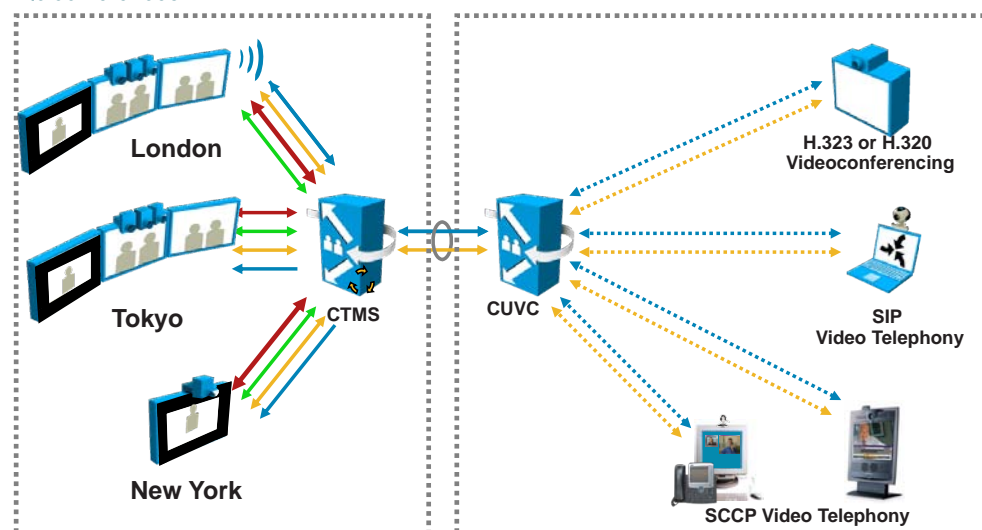 London
H.323 or H.320
Videoconferencing
Tokyo
CTMS
CUVC
SIP
Video Telephony
New York
SCCP Video Telephony